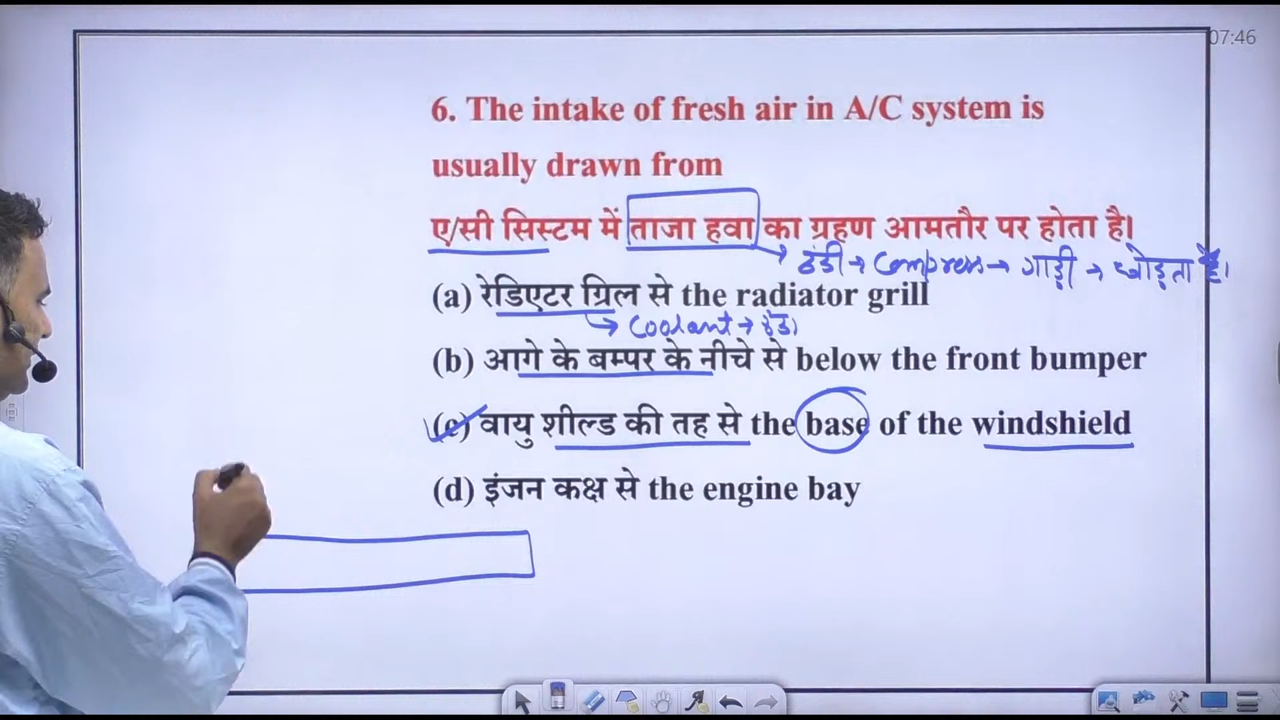 07:46
6. The intake of fresh air in A/C system is
usually drawn from
ए/सी सिस्टम में ताजा हवा का ग्रहण आमतौर पर होता है।
ठंडी → Compress → गाड़ी → छोड़ता है।
(a) रेडिएटर ग्रिल से the radiator grill
→ Coolant → ठंडा
(b) आगे के बम्पर के नीचे से below the front bumper
(c) वायु शील्ड की तह से the base of the windshield
(d) इंजन कक्ष से the engine bay